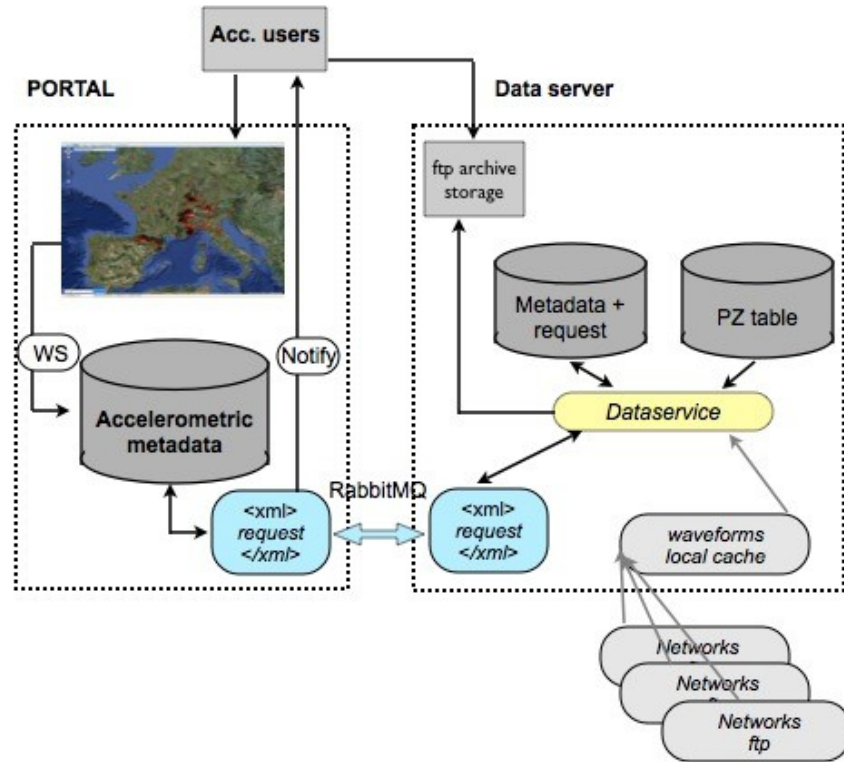 Acc. users
PORTAL
Data server
ftp archive
storage
Metadata +
request
PZ table
WS
Notify
Accelerometric
metadata
Dataservice
RabbitMQ
<xml>
request
</xml>
<xml>
request
</xml>
waveforms
local cache
Networks
Networks
Networks
ftp